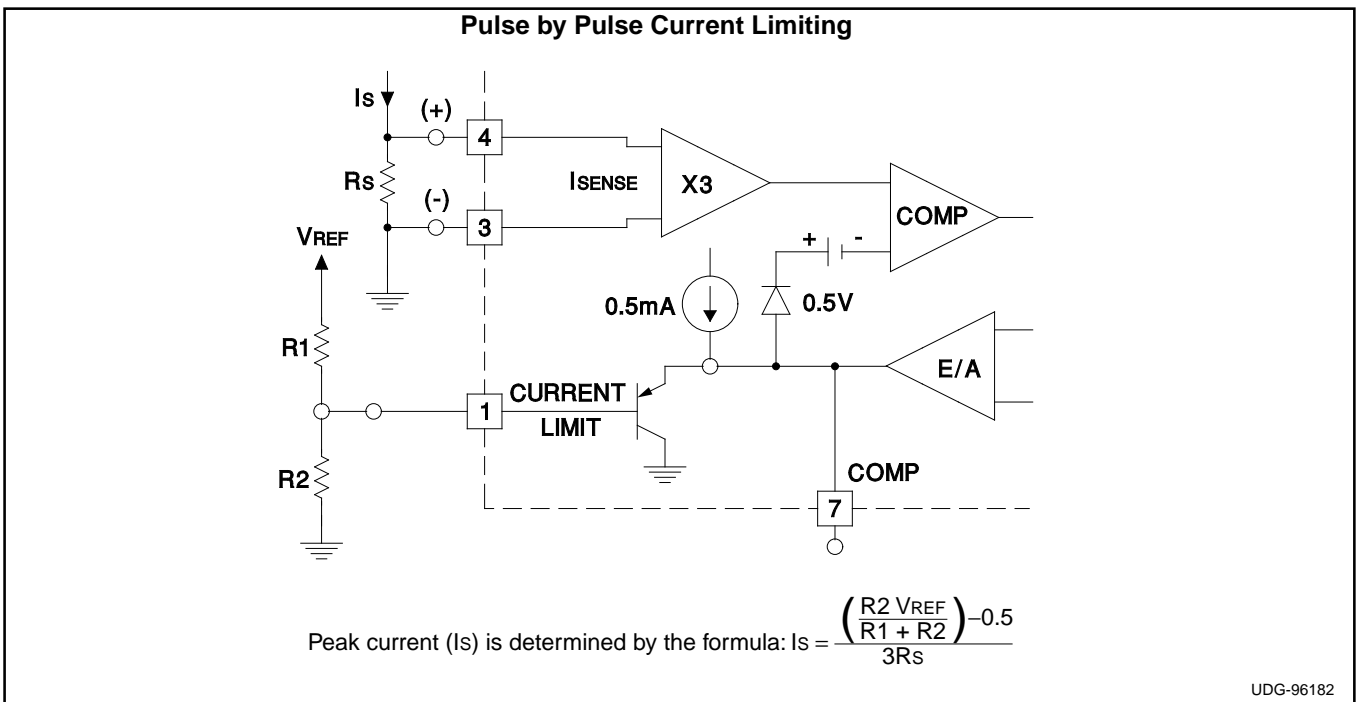 Pulse by Pulse Current Limiting
Is
(+)
4
Rs
ISENSE
X3
(-)
3
COMP
VREF
+ -
0.5mA
0.5V
R1
E/A
1
CURRENT
LIMIT
R2
COMP
7
Peak current (Is) is determined by the formula: Is = ((R2 VREF)/(R1 + R2))−0.5 / 3Rs
UDG-96182